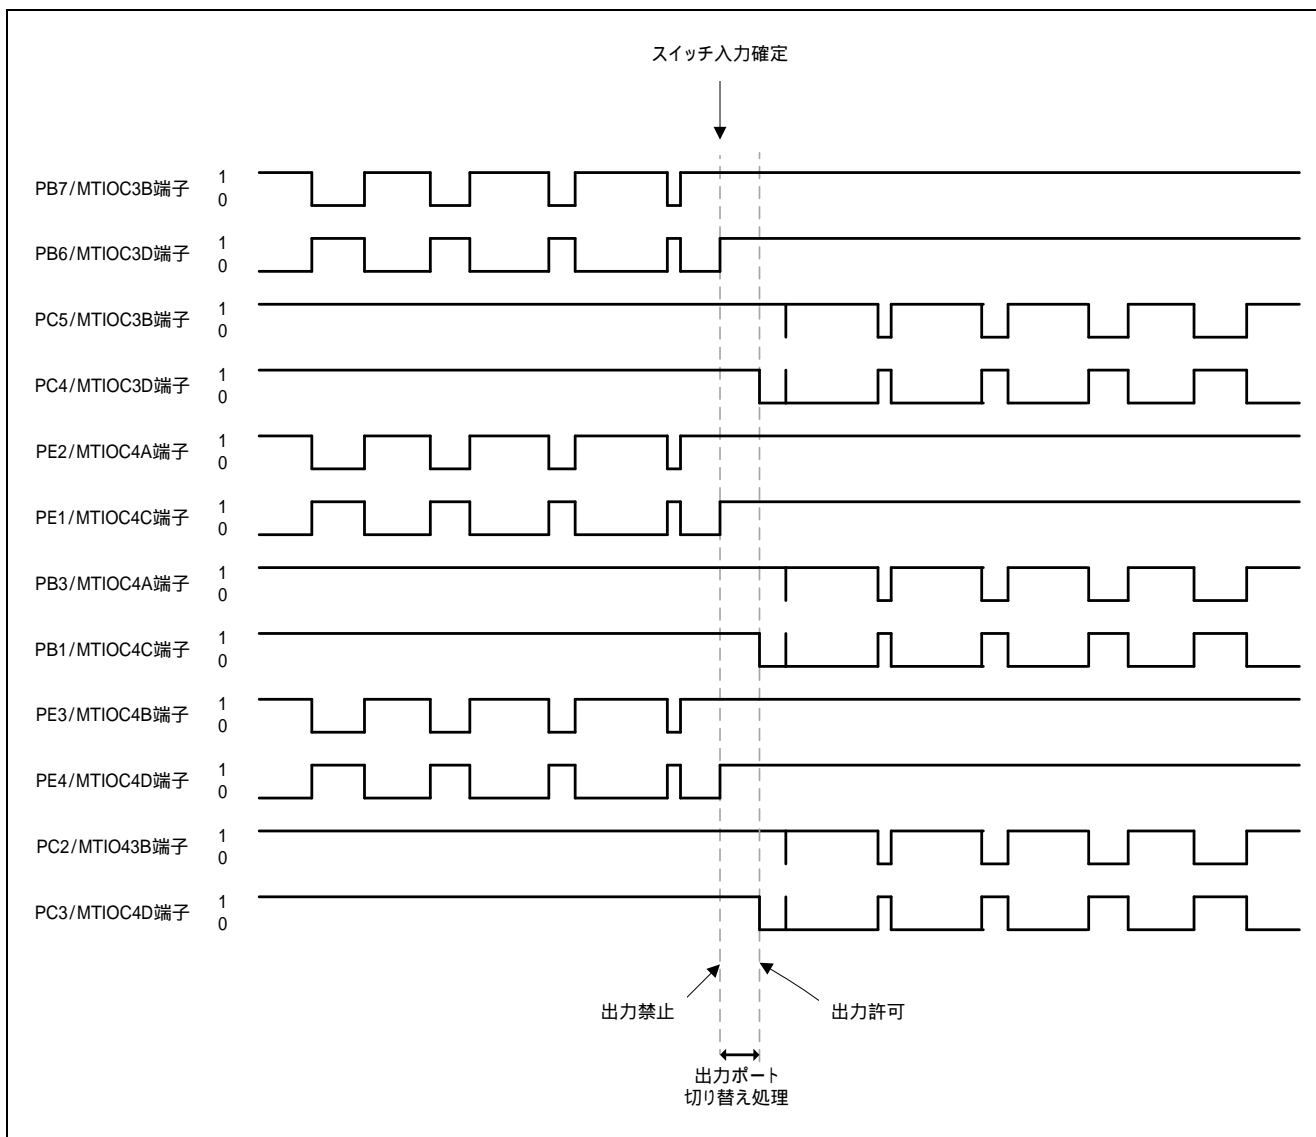 スイッチ入力確定
PB7/MTIOC3B端子 1
0
PB6/MTIOC3D端子 1
0
PC5/MTIOC3B端子 1
0
PC4/MTIOC3D端子 1
0
PE2/MTIOC4A端子 1
0
PE1/MTIOC4C端子 1
0
PB3/MTIOC4A端子 1
0
PB1/MTIOC4C端子 1
0
PE3/MTIOC4B端子 1
0
PE4/MTIOC4D端子 1
0
PC2/MTIO43B端子 1
0
PC3/MTIOC4D端子 1
0
出力禁止
出力許可
出力ポート
切り替え処理